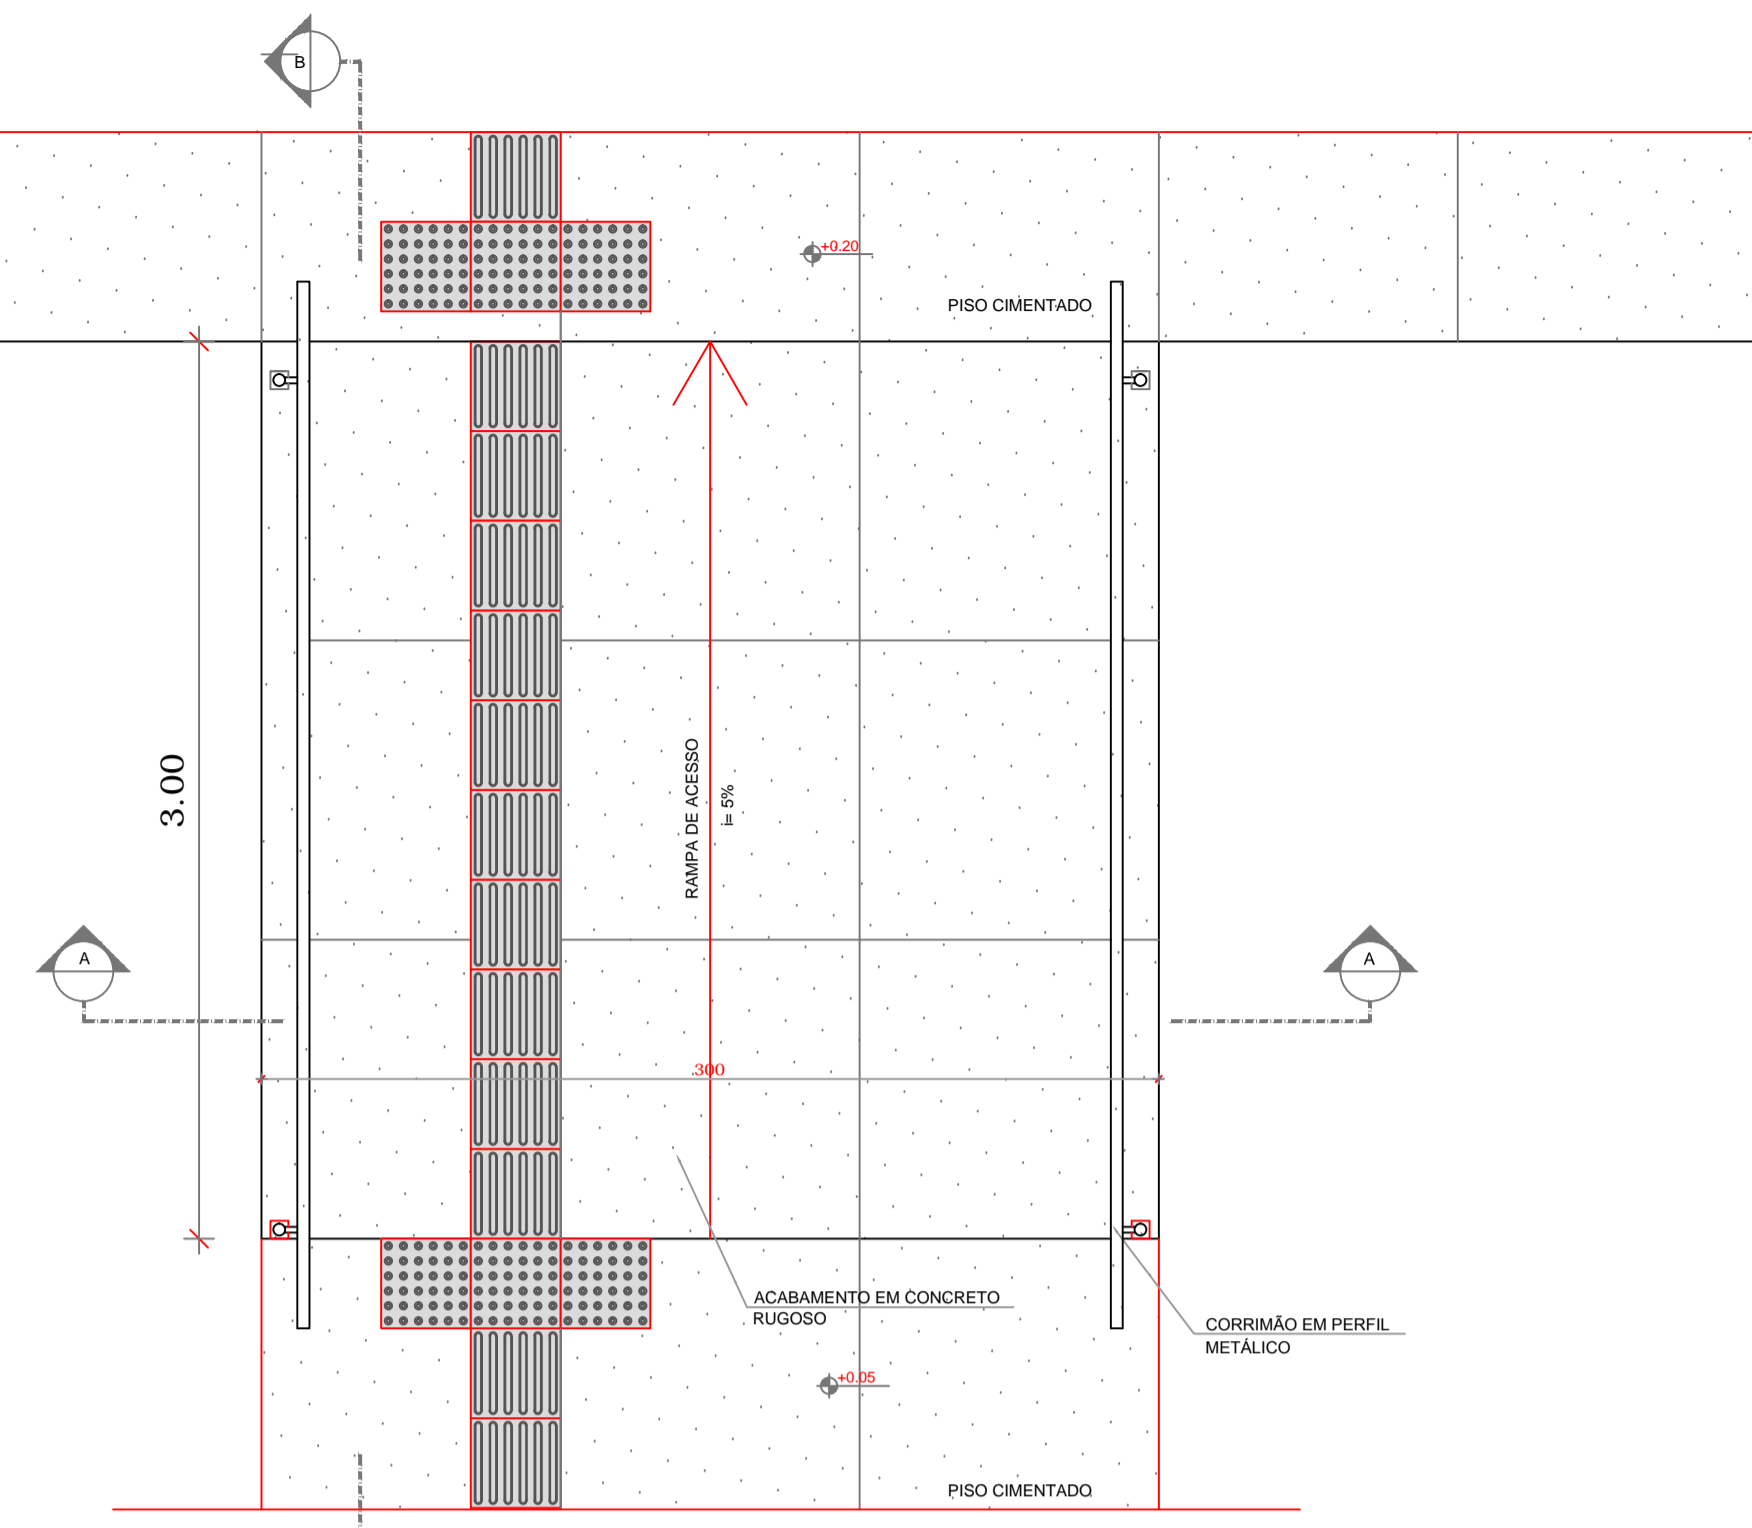 B
+0.20
PISO CIMENTADO
3.00
RAMPA DE ACESSO
i= 5%
A
A
300
ACABAMENTO EM CONCRETO
RUGOSO
CORRIMÃO EM PERFIL
METÁLICO
+0.05
PISO CIMENTADO